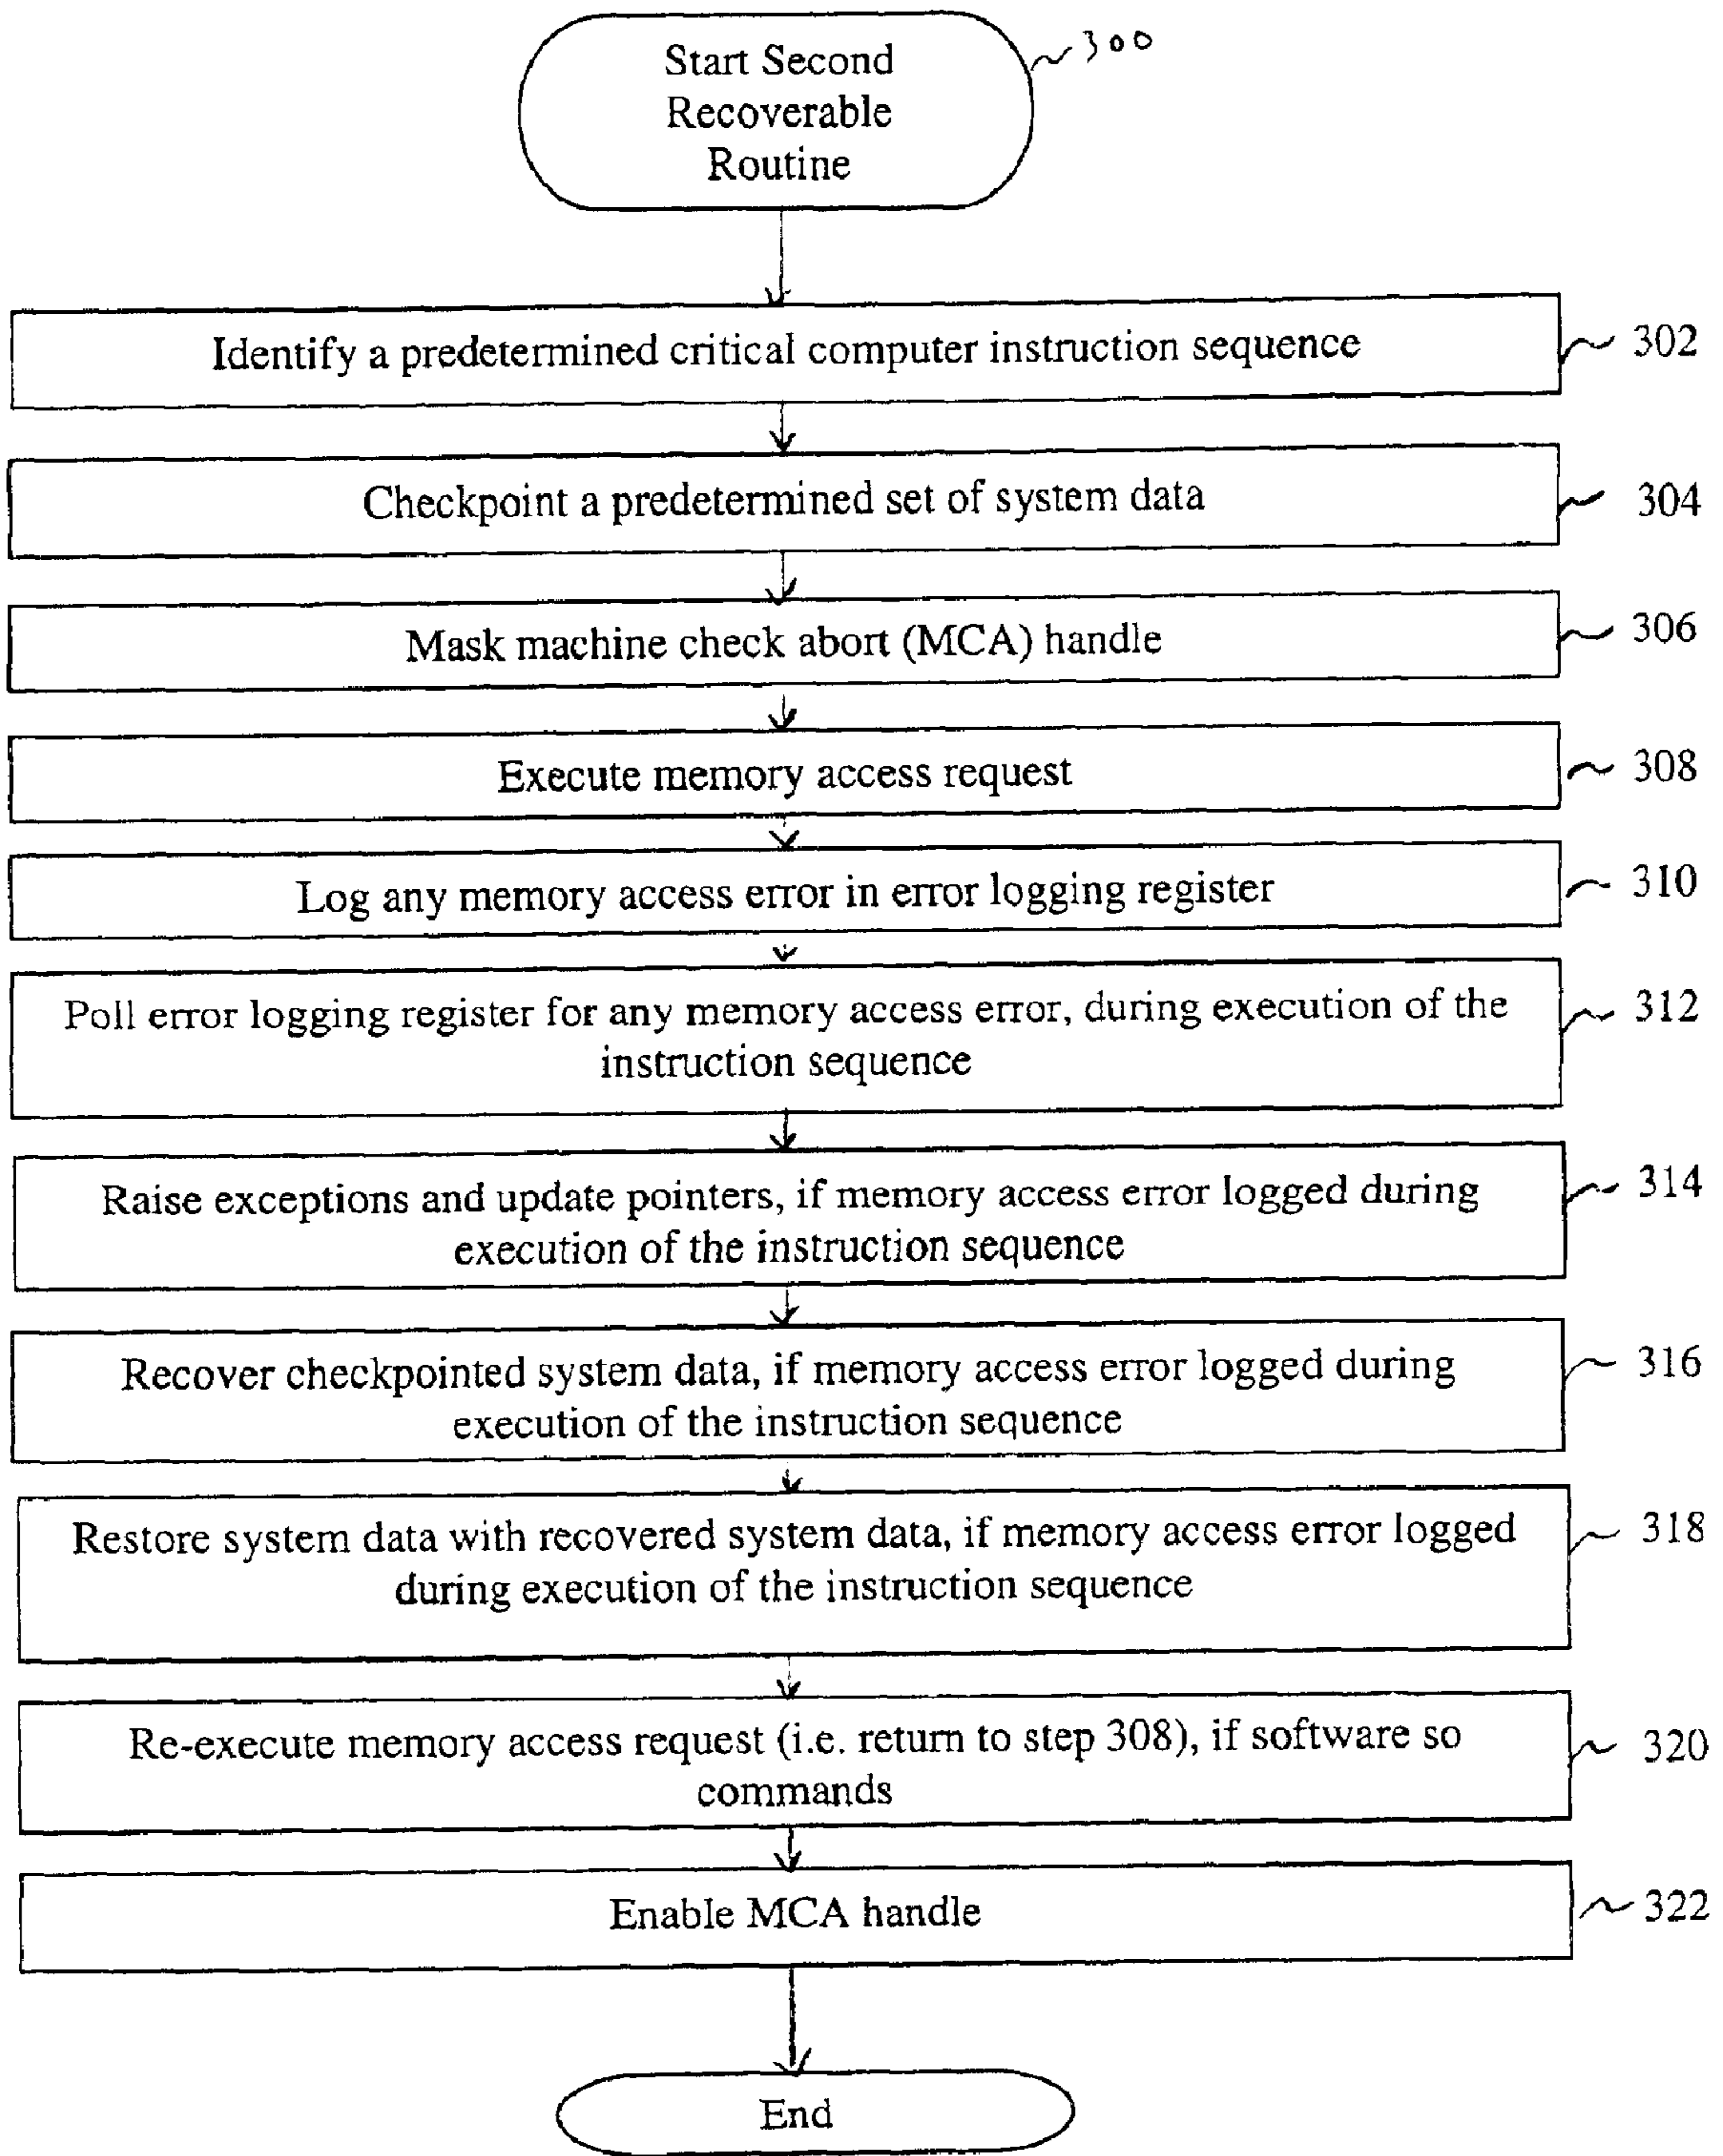 Start Second
Recoverable
Routine
300
Identify a predetermined critical computer instruction sequence
302
Checkpoint a predetermined set of system data
304
Mask machine check abort (MCA) handle
306
Execute memory access request
308
Log any memory access error in error logging register
310
Poll error logging register for any memory access error, during execution of the
instruction sequence
312
Raise exceptions and update pointers, if memory access error logged during
execution of the instruction sequence
314
Recover checkpointed system data, if memory access error logged during
execution of the instruction sequence
316
Restore system data with recovered system data, if memory access error logged
during execution of the instruction sequence
318
Re-execute memory access request (i.e. return to step 308), if software so
commands
320
Enable MCA handle
322
End